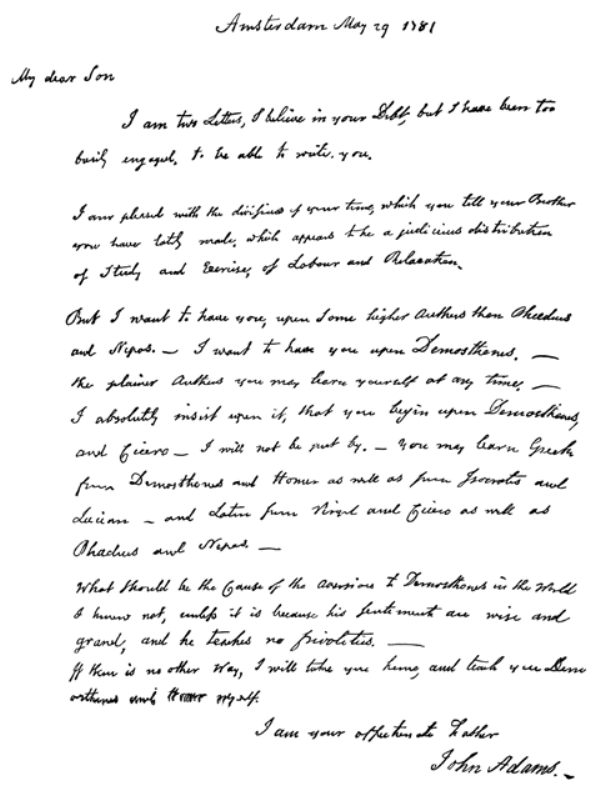 Amsterdam May 29 1781
My dear Son
I am two Letters, I believe in your Debt, but I have been too
busily engaged, to be able to write you.
I am pleased with the divisions of your time, which you tell your Brother
you have lately made, which appears to be a judicious distribution
of Study and Exercise, of Labour and Relaxation.
But I want to have you, upon Some higher Authors than Phædrus
and Nepos. — I want to have you upon Demosthenes. —
the plainer Authors you may learn yourself at any time. —
I absolutely insist upon it, that you begin upon Demosthenes,
and Cicero — I will not be put by. — You may learn Greek
from Demosthenes and Homer as well as from Isocrates and
Lucian — and Latin from Virgil and Cicero as well as
Phædrus and Nepos. —
What should be the Cause of the aversion to Demosthenes in the World
I know not, unless it is because his sentiments are wise and
grand, and he teaches no frivolities. —
If there is no other Way, I will take you home, and teach you Demo
sthenes and Homer myself.
I am your affectionate Father
John Adams. —